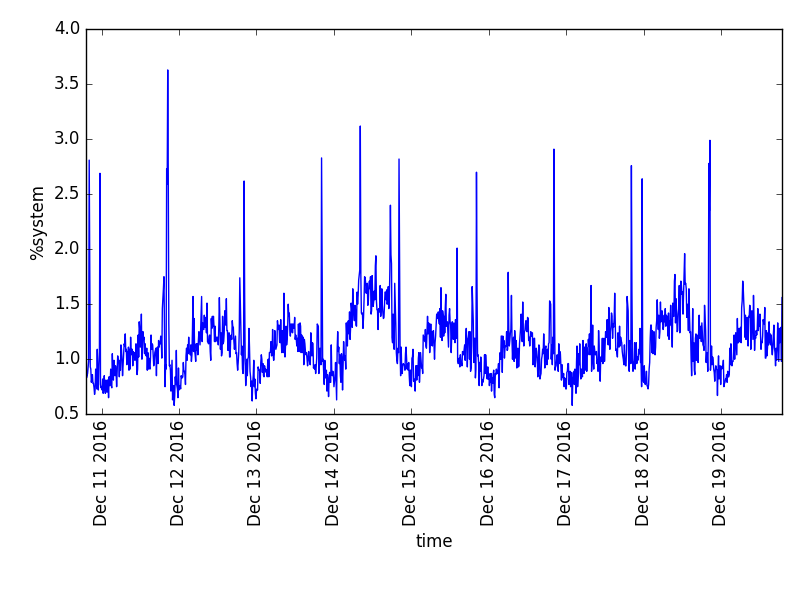 4.0
3.5
3.0
2.5
2.0
1.5
1.0
0.5
%system
Dec 11 2016
Dec 12 2016
Dec 13 2016
Dec 14 2016
Dec 15 2016
Dec 16 2016
Dec 17 2016
Dec 18 2016
Dec 19 2016
time